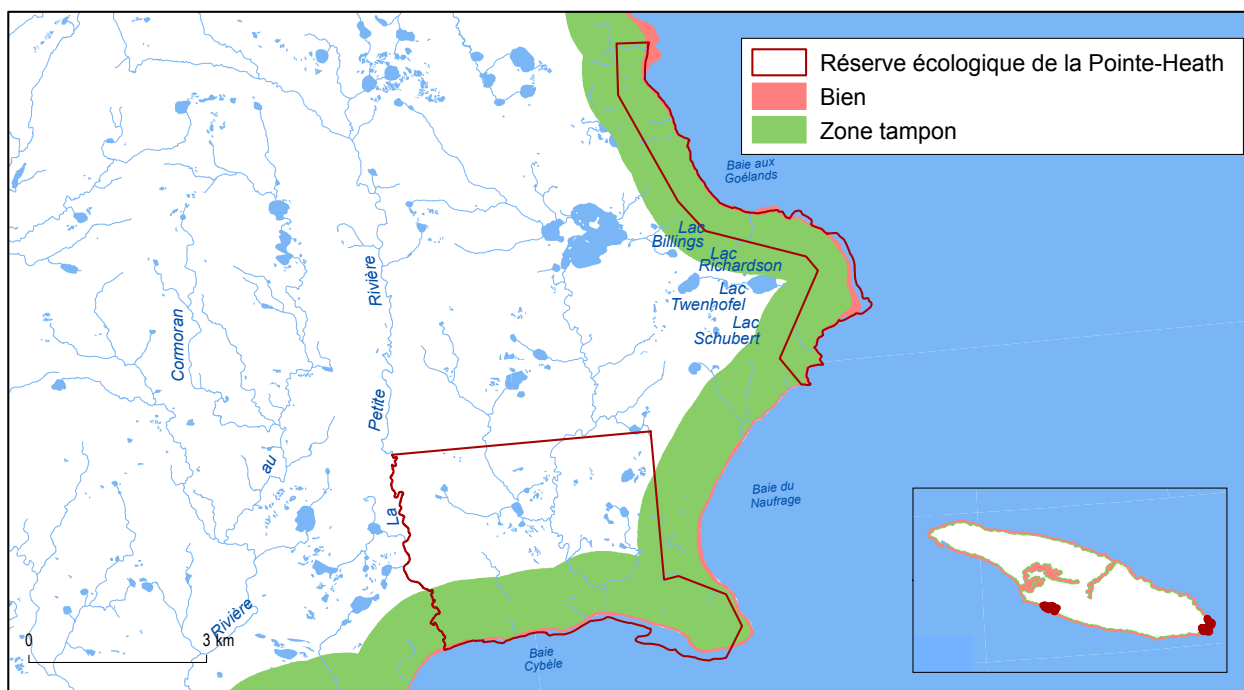 Réserve écologique de la Pointe-Heath
Bien
Zone tampon
Baie aux
Goélands
Lac
Billings
Lac
Richardson
Lac
Twenhofel
Lac
Schubert
Rivière
Petite
La
Cormoran
au
Rivière
Baie du
Naufrage
Baie
Cybèle
0 3 km